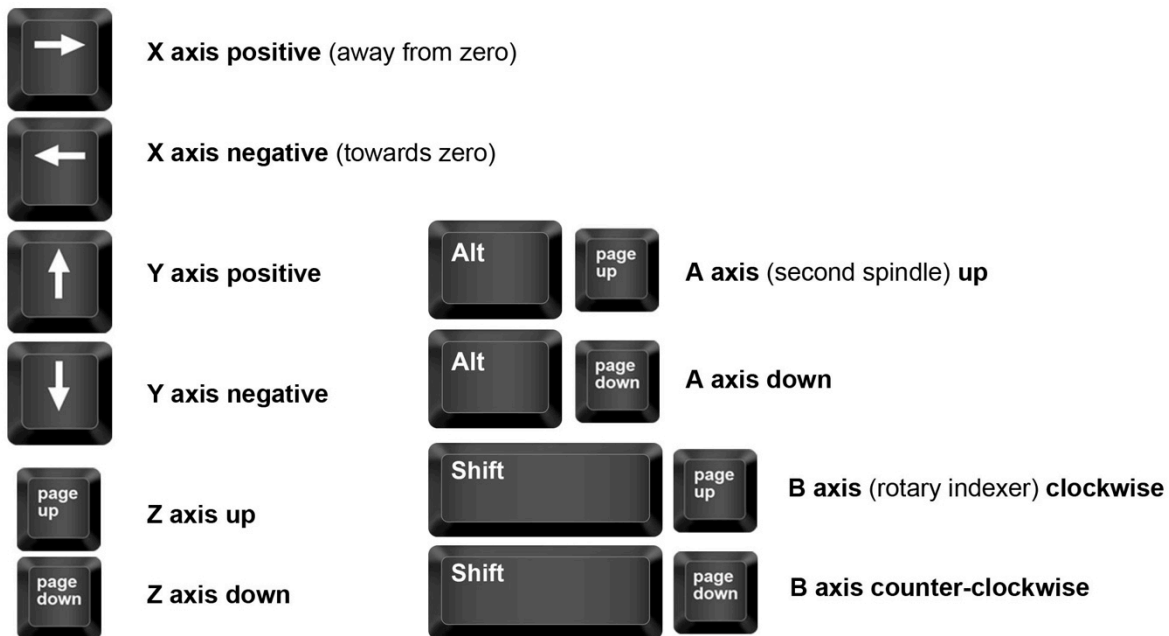 X axis positive (away from zero)
X axis negative (towards zero)
Y axis positive
Y axis negative
page
up
Z axis up
page
down
Z axis down
Alt
page
up
A axis (second spindle) up
Alt
page
down
A axis down
Shift
page
up
B axis (rotary indexer) clockwise
Shift
page
down
B axis counter-clockwise